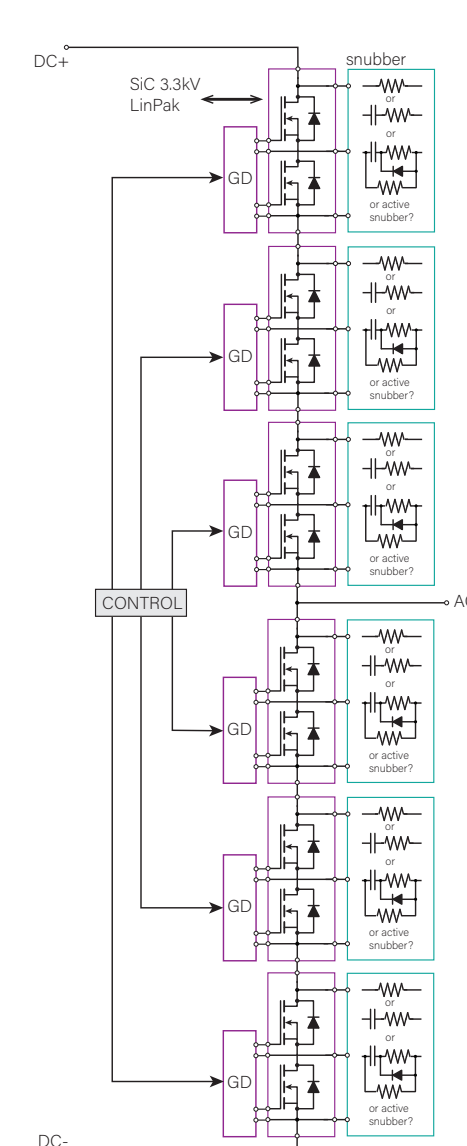 DC+
SiC 3.3kV
LinPak
snubber
or
or
or active
snubber?
GD
or
or
or active
snubber?
GD
or
or
or active
snubber?
GD
CONTROL
AC
or
or
or active
snubber?
GD
or
or
or active
snubber?
GD
or
or
or active
snubber?
GD
DC-